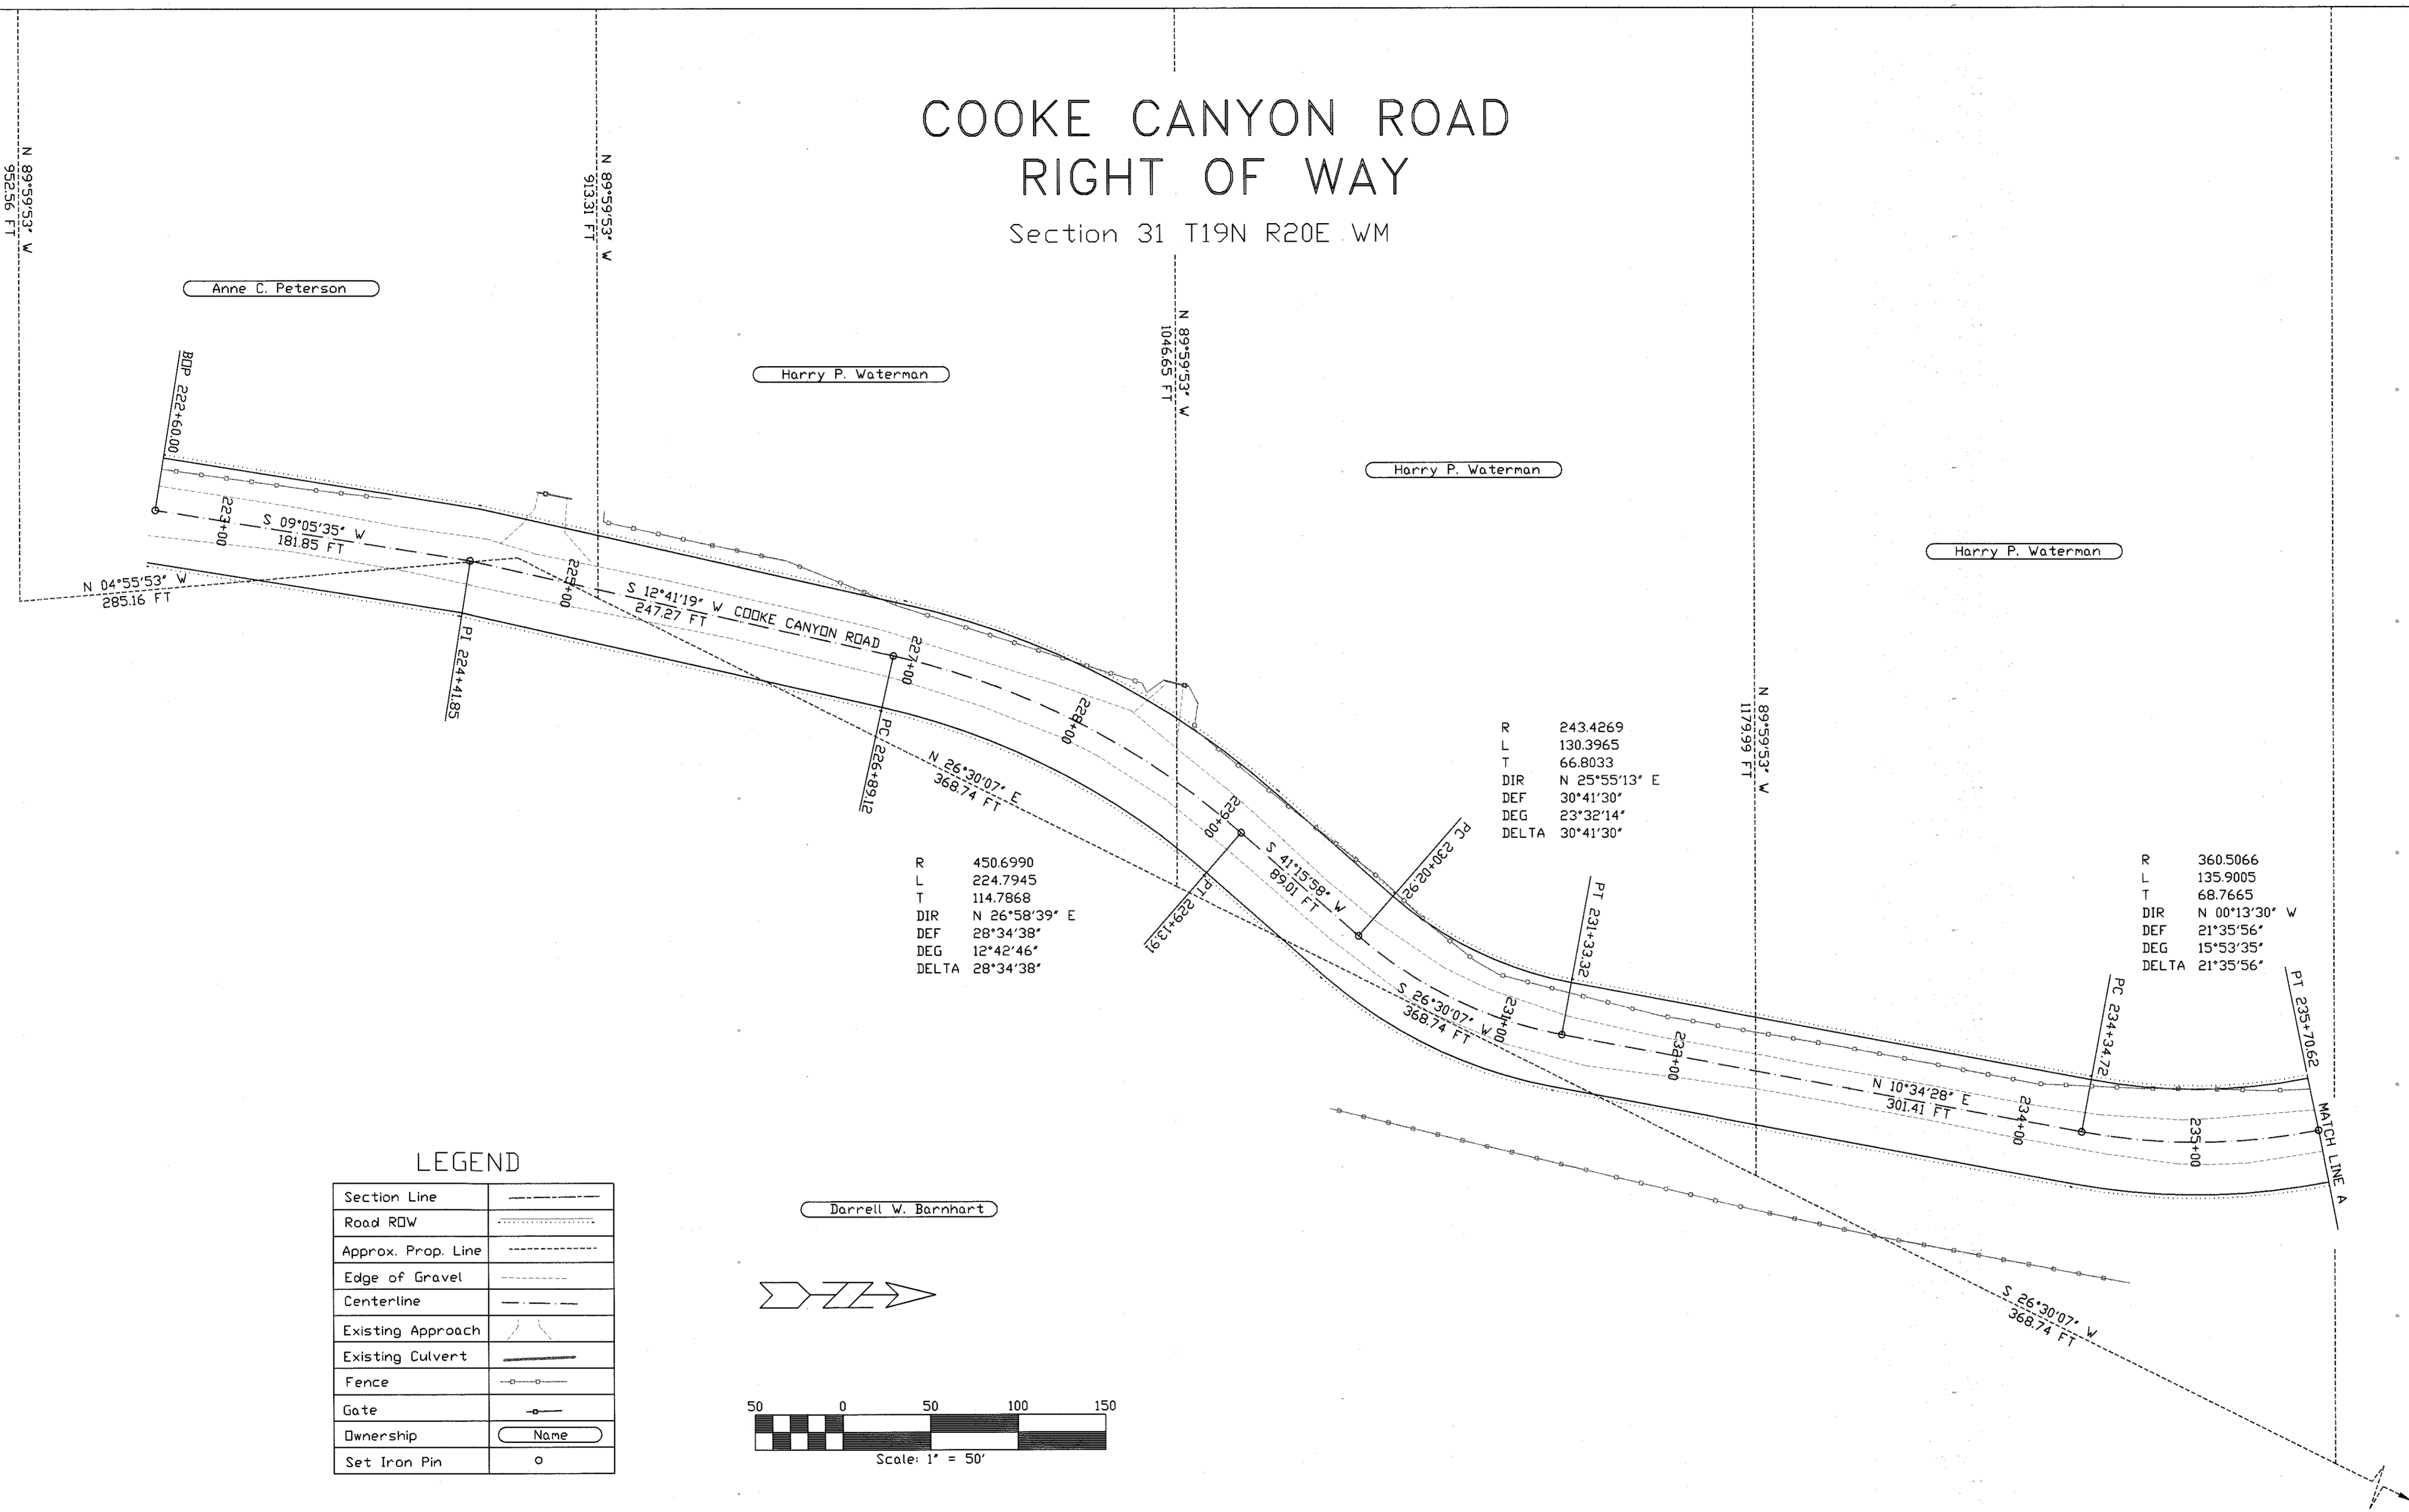 COOKE CANYON ROAD
RIGHT OF WAY
Section 31 T19N R20E WM
N 89°59'53" W
952.56 FT
N 89°59'53" W
913.31 FT
N 89°59'53" W
1046.65 FT
N 89°59'53" W
1179.99 FT
Anne C. Peterson
Harry P. Waterman
Harry P. Waterman
Harry P. Waterman
BOP 222+60.00
223+00
S 09°05'35" W
181.85 FT
N 04°55'53" W
285.16 FT
PI 224+41.85
225+00
S 12°41'19" W COOKE CANYON ROAD
247.27 FT
227+00
PC 226+89.12
N 26°30'07" E
368.74 FT
228+00
229+00
PT 229+13.91
S 41°15'58" W
89.01 FT
PC 230+02.92
S 26°30'07" W
368.74 FT
231+00
PT 231+33.32
232+00
N 10°34'28" E
301.41 FT
234+00
PC 234+34.72
235+00
PT 235+70.62
MATCH LINE A
S 26°30'07" W
368.74 FT
R 450.6990
L 224.7945
T 114.7868
DIR N 26°58'39" E
DEF 28°34'38"
DEG 12°42'46"
DELTA 28°34'38"
R 243.4269
L 130.3965
T 66.8033
DIR N 25°55'13" E
DEF 30°41'30"
DEG 23°32'14"
DELTA 30°41'30"
R 360.5066
L 135.9005
T 68.7665
DIR N 00°13'30" W
DEF 21°35'56"
DEG 15°53'35"
DELTA 21°35'56"
Darrell W. Barnhart
LEGEND
Section Line
Road ROW
Approx. Prop. Line
Edge of Gravel
Centerline
Existing Approach
Existing Culvert
Fence
Gate
Ownership Name
Set Iron Pin
50 0 50 100 150
Scale: 1" = 50'